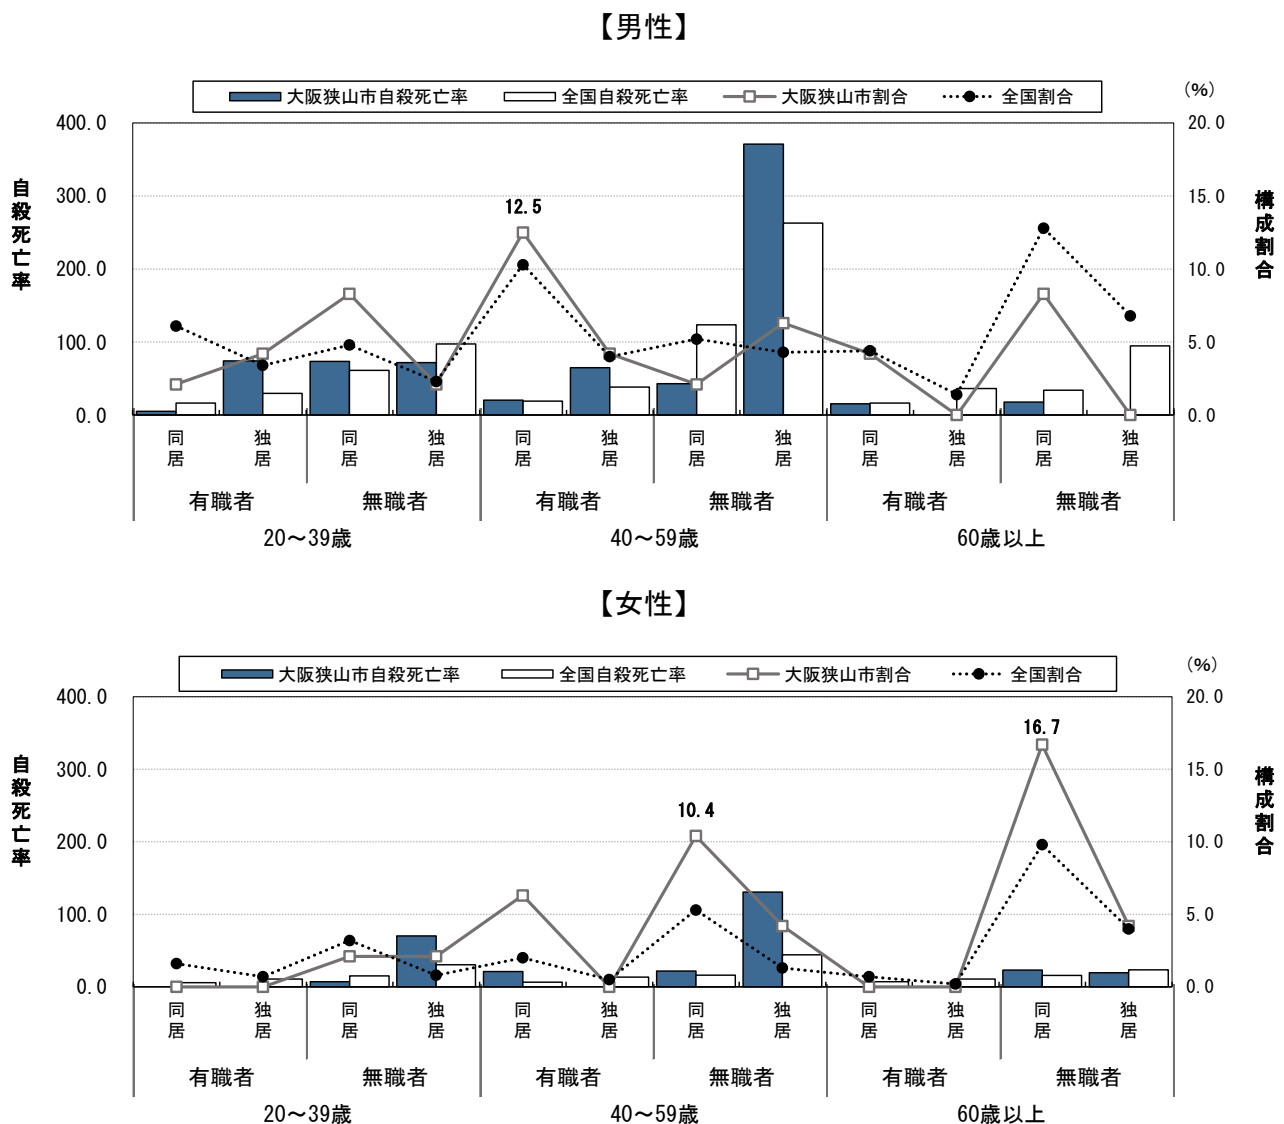 【男性】
大阪狭山市自殺死亡率 全国自殺死亡率 大阪狭山市割合 全国割合
(%)
自殺死亡率
構成割合
400.0 20.0
300.0 15.0
200.0 10.0
100.0 5.0
0.0 0.0
12.5
同居 独居 同居 独居 同居 独居 同居 独居 同居 独居 同居 独居
有職者 無職者 有職者 無職者 有職者 無職者
20～39歳 40～59歳 60歳以上
【女性】
大阪狭山市自殺死亡率 全国自殺死亡率 大阪狭山市割合 全国割合
(%)
自殺死亡率
構成割合
400.0 20.0
300.0 15.0
200.0 10.0
100.0 5.0
0.0 0.0
16.7
10.4
同居 独居 同居 独居 同居 独居 同居 独居 同居 独居 同居 独居
有職者 無職者 有職者 無職者 有職者 無職者
20～39歳 40～59歳 60歳以上